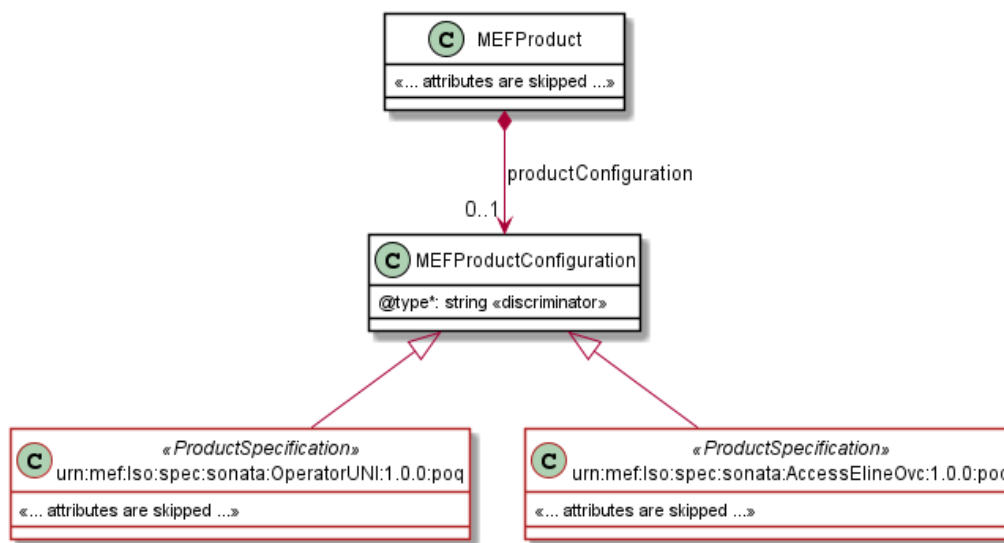 C MEFProduct
«... attributes are skipped ...»
productConfiguration
0..1
C MEFProductConfiguration
@type*: string «discriminator»
«ProductSpecification»
C urn:mef:lso:spec:sonata:OperatorUNI:1.0.0:poq
«... attributes are skipped ...»
«ProductSpecification»
C urn:mef:lso:spec:sonata:AccessElineOvc:1.0.0:poq
«... attributes are skipped ...»